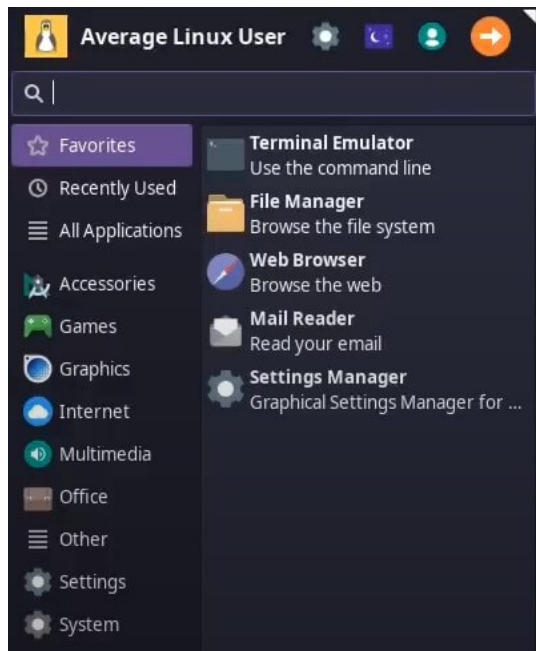 Average Linux User
Favorites
Recently Used
All Applications
Accessories
Games
Graphics
Internet
Multimedia
Office
Other
Settings
System
Terminal Emulator
Use the command line
File Manager
Browse the file system
Web Browser
Browse the web
Mail Reader
Read your email
Settings Manager
Graphical Settings Manager for ...